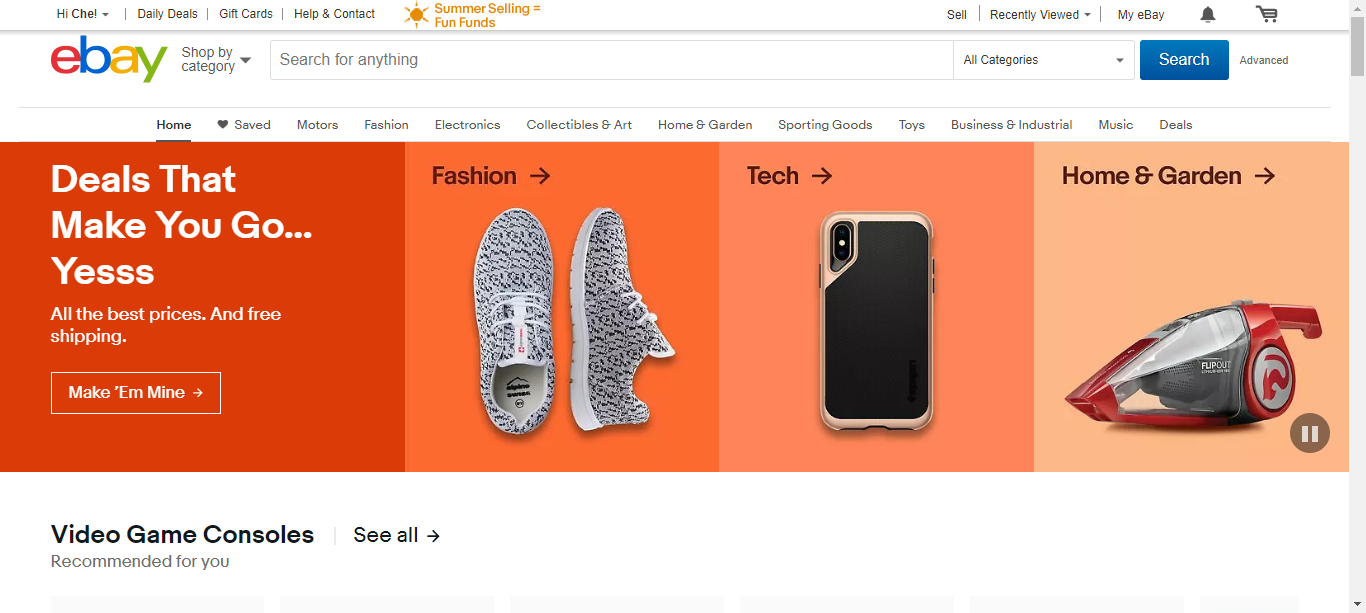 Hi Che!
Daily Deals
Gift Cards
Help & Contact
Summer Selling =
Fun Funds
Sell
Recently Viewed
My eBay
ebay
Shop by
category
Search for anything
All Categories
Search
Advanced
Home
Saved
Motors
Fashion
Electronics
Collectibles & Art
Home & Garden
Sporting Goods
Toys
Business & Industrial
Music
Deals
Deals That
Make You Go...
Yesss
All the best prices. And free
shipping.
Make 'Em Mine →
Fashion →
alpine
swiss
Tech →
spigen
Home & Garden →
FLIPOUT
Video Game Consoles
See all →
Recommended for you